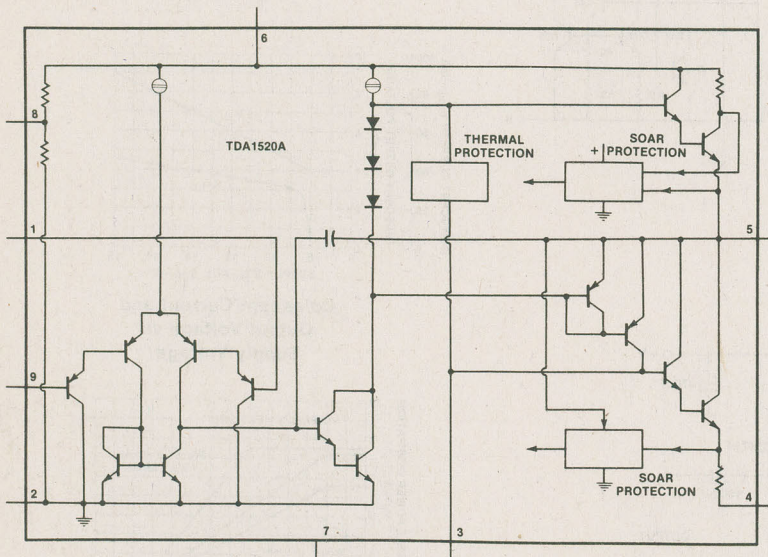 6
8
TDA1520A
THERMAL
PROTECTION
SOAR
+ PROTECTION
1
5
9
2
SOAR
PROTECTION
4
7
3